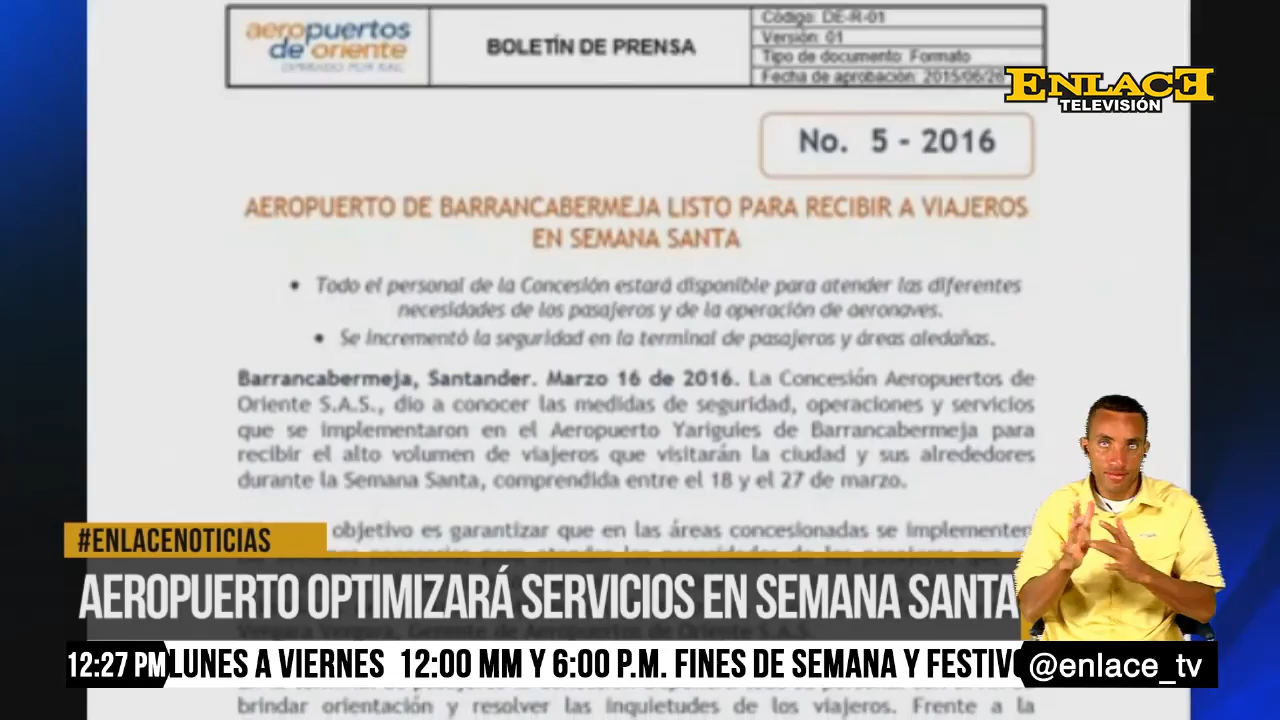 aeropuertos
de oriente
BOLETÍN DE PRENSA
Código: DE-R-01
Versión: 01
Tipo de documento: Formato
Fecha de aprobación: 2015/06/26
ENLACE
TELEVISIÓN
No. 5 - 2016
AEROPUERTO DE BARRANCABERMEJA LISTO PARA RECIBIR A VIAJEROS
EN SEMANA SANTA
• Todo el personal de la Concesión estará disponible para atender las diferentes
necesidades de los pasajeros y de la operación de aeronaves.
• Se incrementó la seguridad en la terminal de pasajeros y áreas aledañas.
Barrancabermeja, Santander. Marzo 16 de 2016. La Concesión Aeropuertos de
Oriente S.A.S., dio a conocer las medidas de seguridad, operaciones y servicios
que se implementaron en el Aeropuerto Yariguies de Barrancabermeja para
recibir el alto volumen de viajeros que visitarán la ciudad y sus alrededores
durante la Semana Santa, comprendida entre el 18 y el 27 de marzo.
objetivo es garantizar que en las áreas concesionadas se implementen
#ENLACENOTICIAS
AEROPUERTO OPTIMIZARÁ SERVICIOS EN SEMANA SANTA
Vergara Vergara, Gerente de Aeropuertos de Oriente S.A.S.
12:27 PM
LUNES A VIERNES 12:00 MM Y 6:00 P.M. FINES DE SEMANA Y FESTIVO
@enlace_tv
brindar orientación y resolver las inquietudes de los viajeros. Frente a la